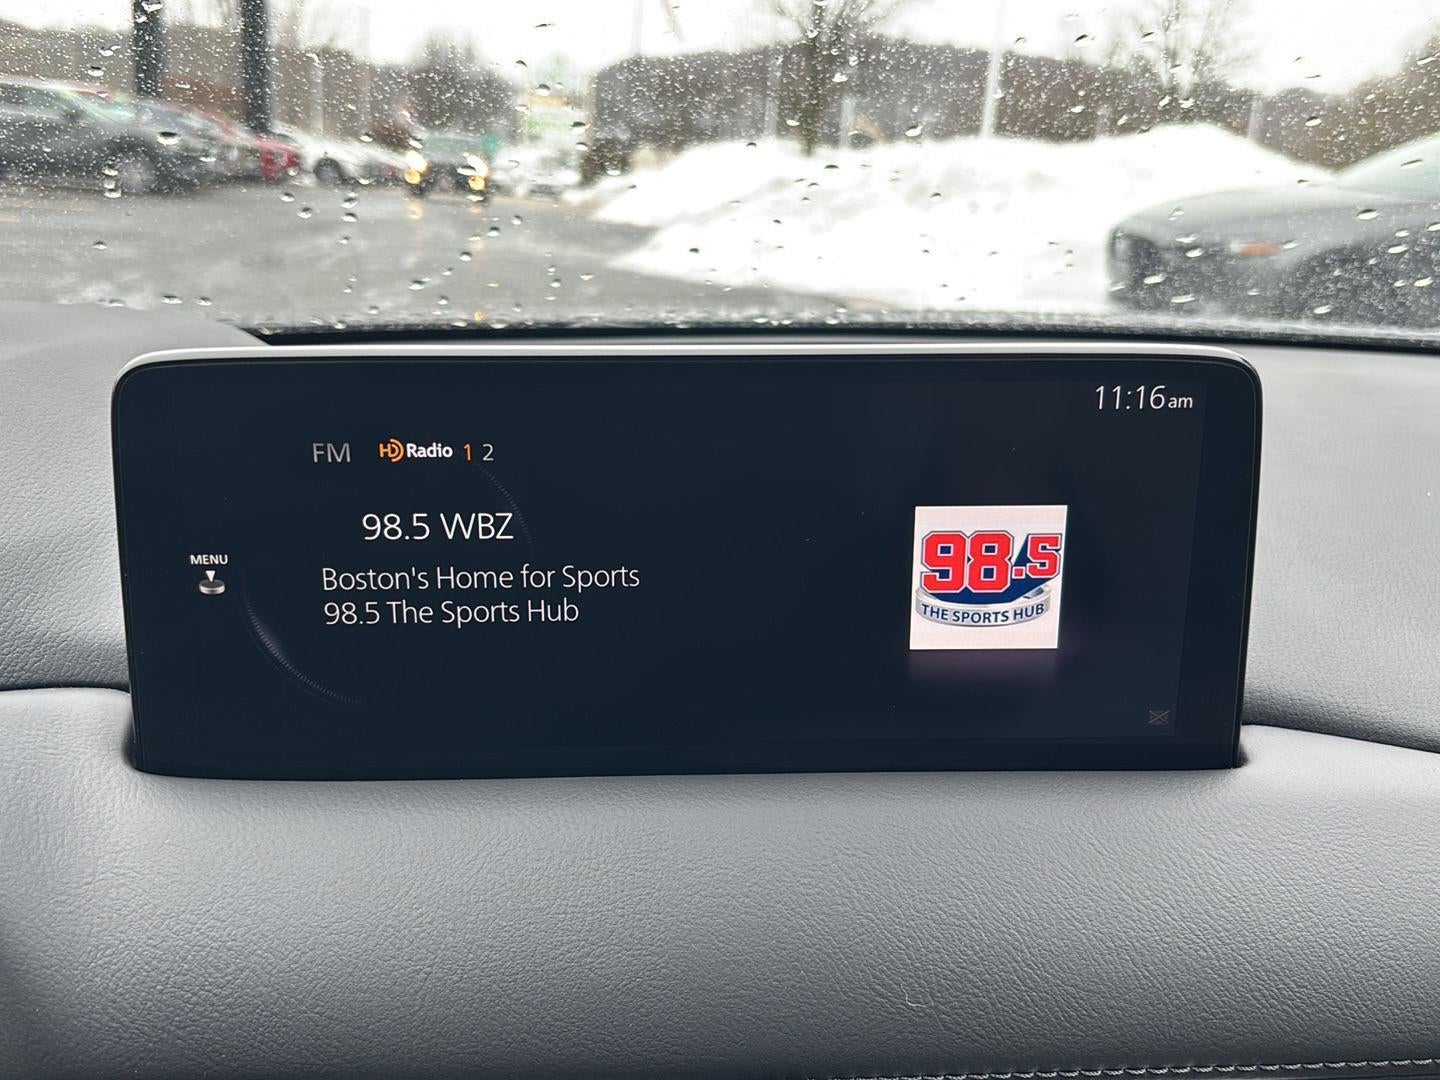 11:16am
FM HD Radio 1 2
98.5 WBZ
MENU
Boston's Home for Sports
98.5 The Sports Hub
98.5
THE SPORTS HUB